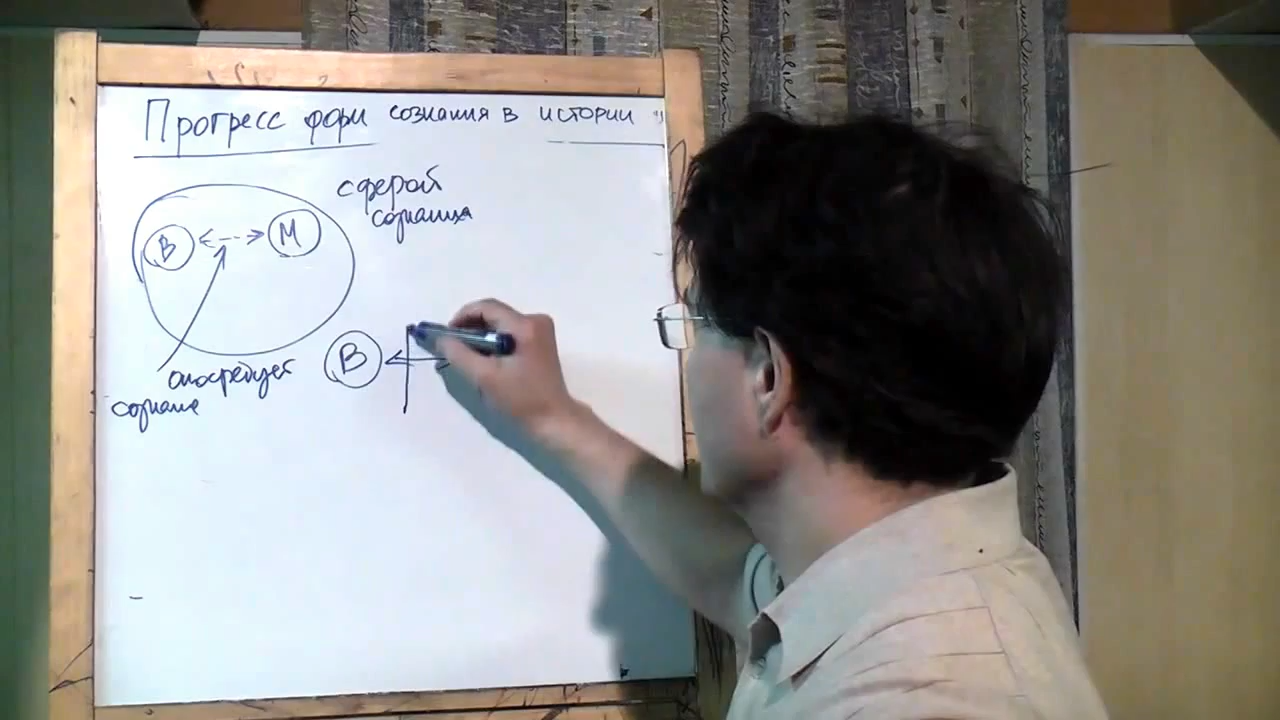 Прогресс форм сознания в истории
сферой
сознания
В М
опосредует
В
сознание